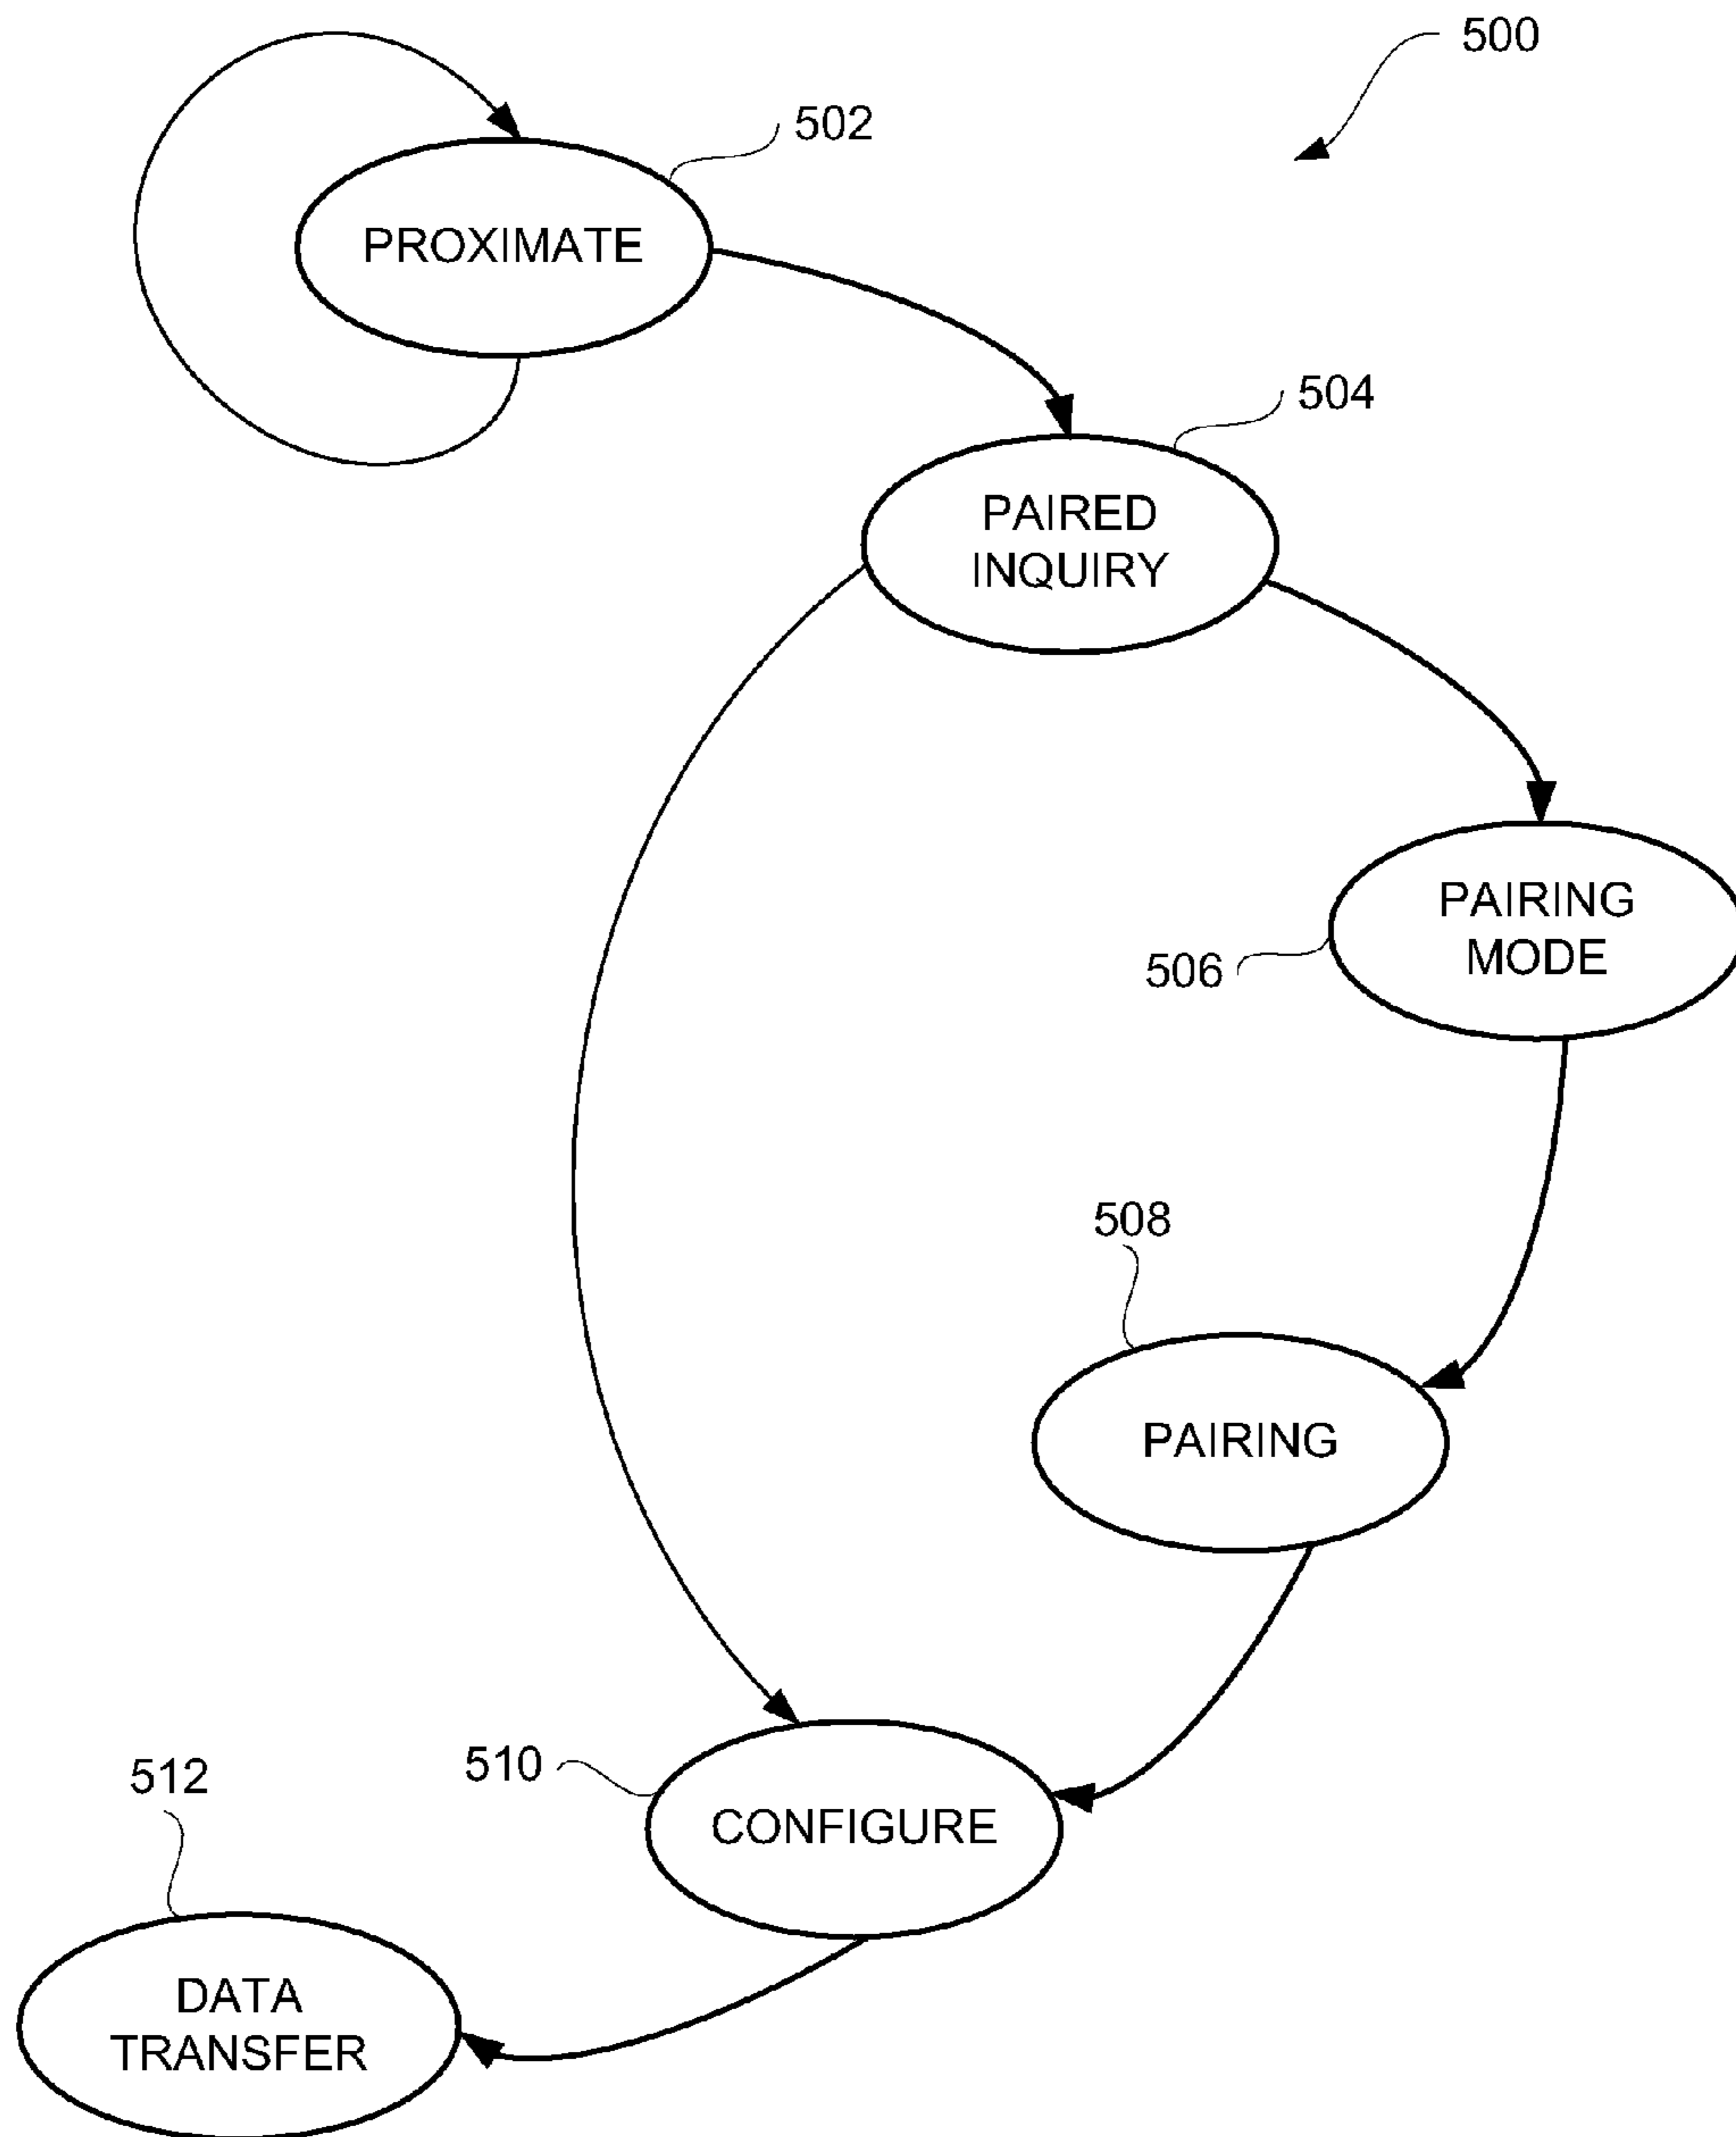 500
502
PROXIMATE
504
PAIRED
INQUIRY
PAIRING
MODE
506
508
PAIRING
510
CONFIGURE
512
DATA
TRANSFER